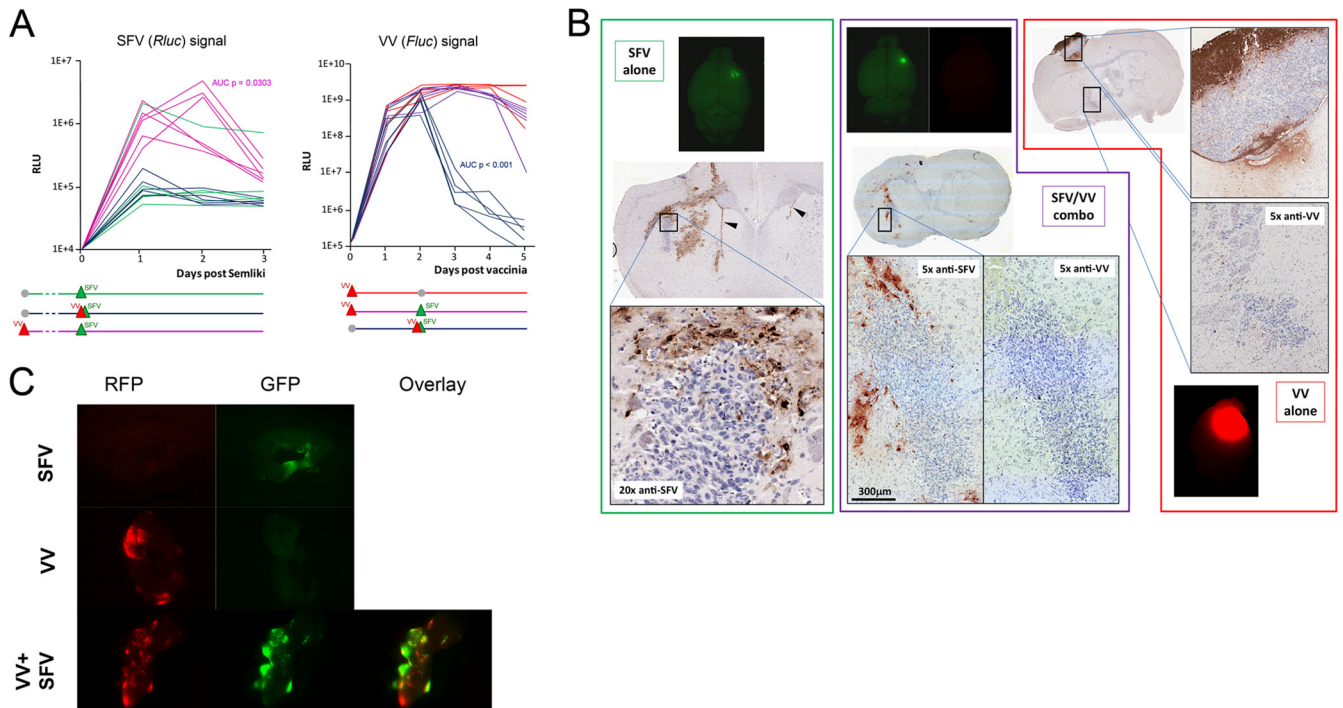 A
SFV (Rluc) signal
VV (Fluc) signal
1E+7
1E+6
1E+5
1E+4
RLU
AUC p = 0.0303
0
1
2
3
Days post Semliki
1E+10
1E+9
1E+8
1E+7
1E+6
1E+5
RLU
AUC p < 0.001
0
1
2
3
4
5
Days post vaccinia
SFV
VV
SFV
VV
SFV
VV
VV
SFV
VV
SFV
B
SFV
alone
20x anti-SFV
SFV/VV
combo
5x anti-SFV
5x anti-VV
300µm
5x anti-VV
VV
alone
C
RFP
GFP
Overlay
SFV
VV
VV+
SFV